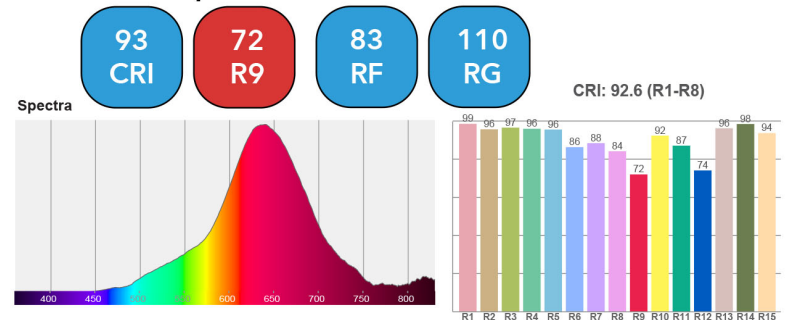 93
CRI
72
R9
83
RF
110
RG
CRI: 92.6 (R1-R8)
Spectra
400 450 500 550 600 650 700 750 800
99 96 97 96 96 86 88 84 72 92 87 74 96 98 94
R1 R2 R3 R4 R5 R6 R7 R8 R9 R10 R11 R12 R13 R14 R15